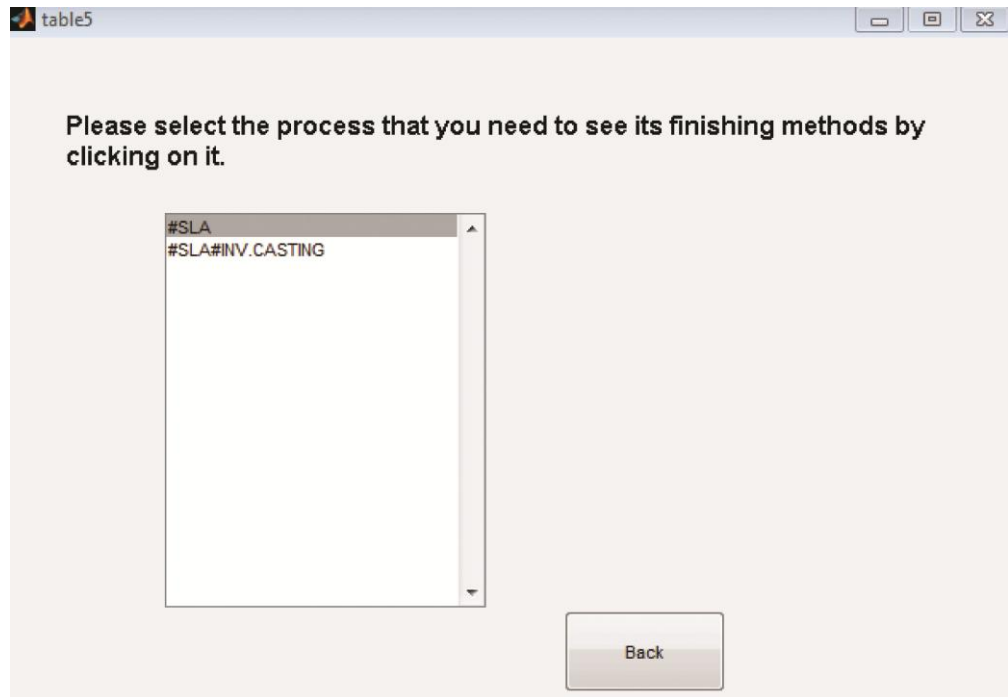 table5
Please select the process that you need to see its finishing methods by
clicking on it.
#SLA
#SLA#INV.CASTING
Back